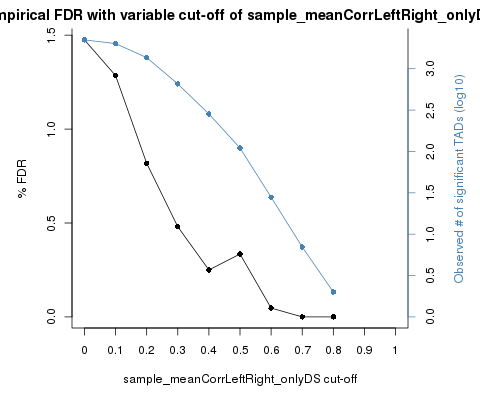 mpirical FDR with variable cut-off of sample_meanCorrLeftRight_onlyD
% FDR
0.0 0.5 1.0 1.5
0 0.1 0.2 0.3 0.4 0.5 0.6 0.7 0.8 0.9 1
sample_meanCorrLeftRight_onlyDS cut-off
0.0 0.5 1.0 1.5 2.0 2.5 3.0
Observed # of significant TADs (log10)